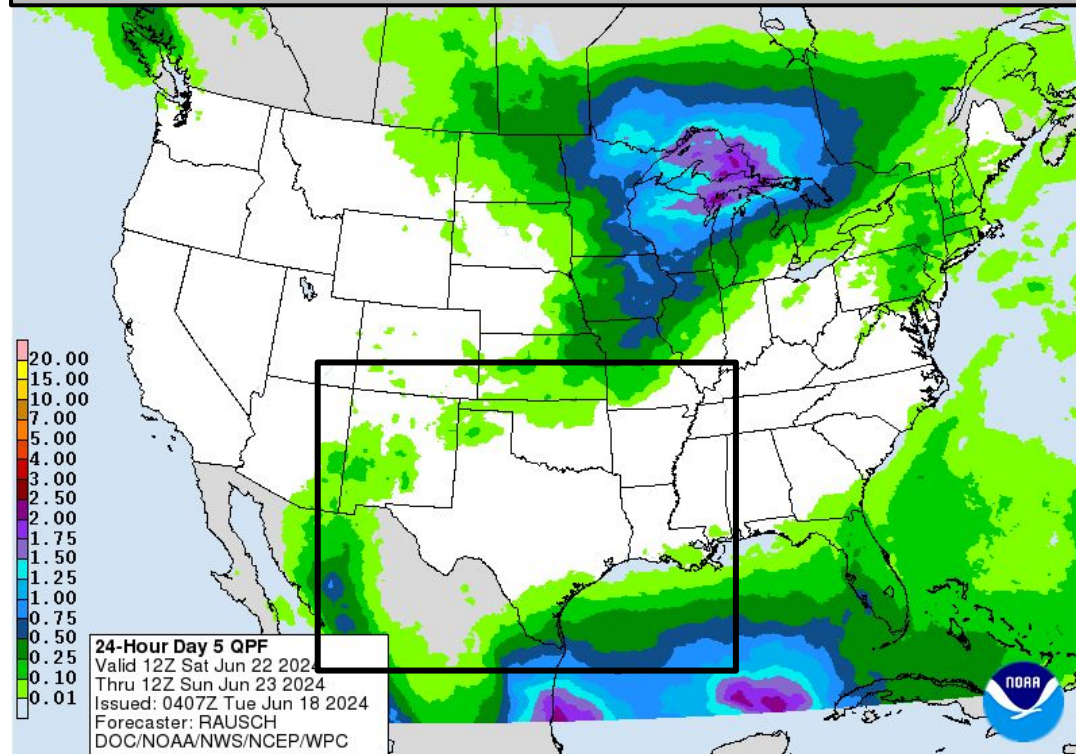 20.00
15.00
10.00
7.00
5.00
4.00
3.00
2.50
2.00
1.75
1.50
1.25
1.00
0.75
0.50
0.25
0.10
0.01
24-Hour Day 5 QPF
Valid 12Z Sat Jun 22 2024
Thru 12Z Sun Jun 23 2024
Issued: 0407Z Tue Jun 18 2024
Forecaster: RAUSCH
DOC/NOAA/NWS/NCEP/WPC
NOAA